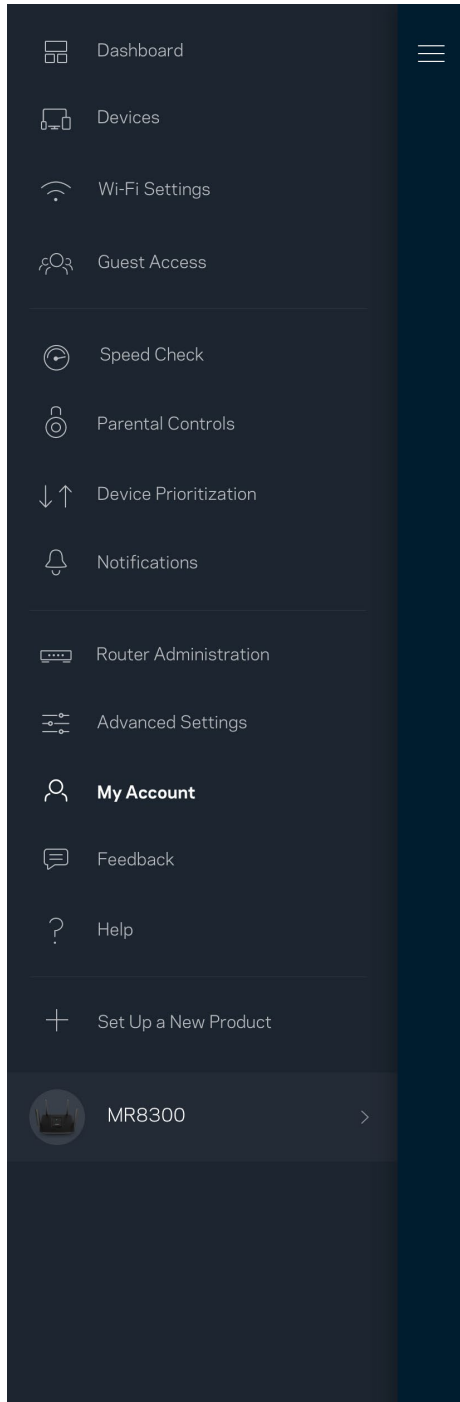 Dashboard
Devices
Wi-Fi Settings
Guest Access
Speed Check
Parental Controls
Device Prioritization
Notifications
Router Administration
Advanced Settings
My Account
Feedback
Help
Set Up a New Product
MR8300